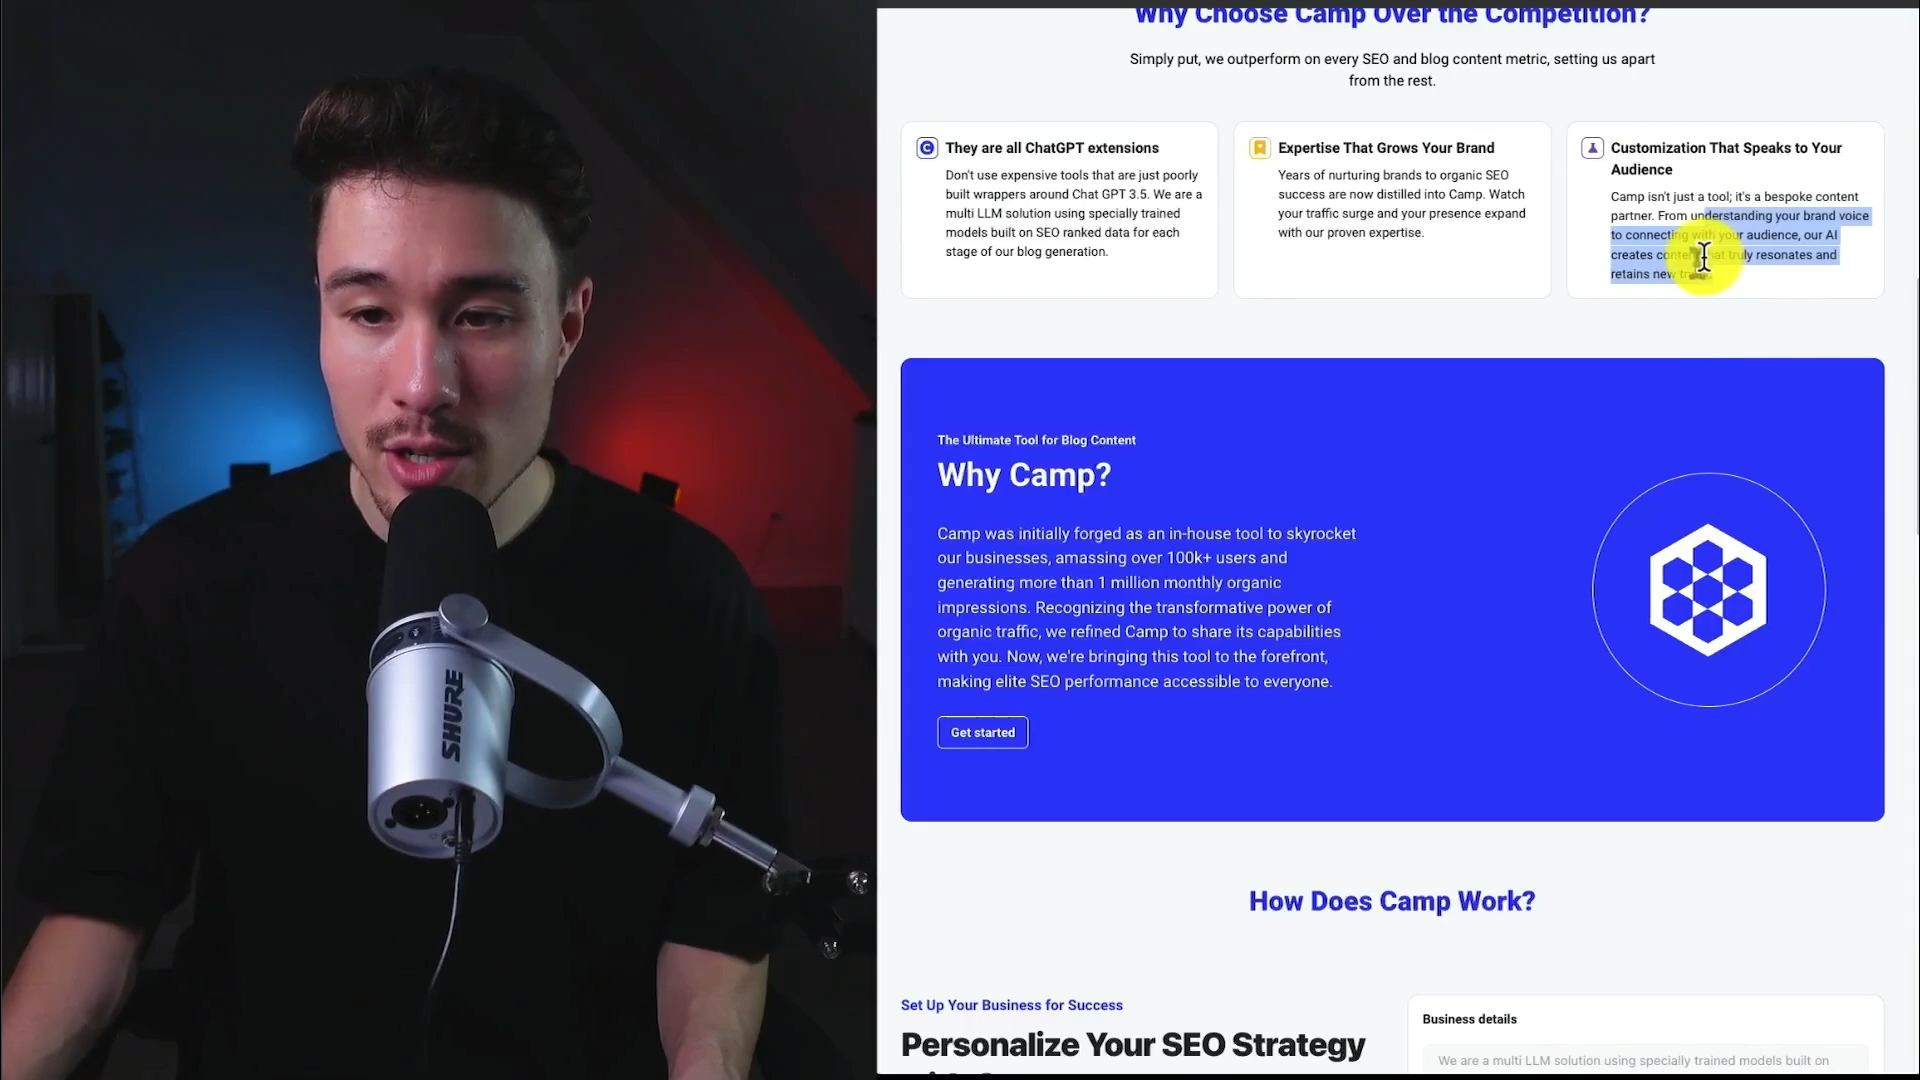 Why Choose Camp Over the Competition?
Simply put, we outperform on every SEO and blog content metric, setting us apart
from the rest.
They are all ChatGPT extensions
Don't use expensive tools that are just poorly
built wrappers around Chat GPT 3.5. We are a
multi LLM solution using specially trained
models built on SEO ranked data for each
stage of our blog generation.
Expertise That Grows Your Brand
Years of nurturing brands to organic SEO
success are now distilled into Camp. Watch
your traffic surge and your presence expand
with our proven expertise.
Customization That Speaks to Your
Audience
Camp isn't just a tool; it's a bespoke content
partner. From understanding your brand voice
to connecting with your audience, our AI
creates content that truly resonates and
retains new
The Ultimate Tool for Blog Content
Why Camp?
Camp was initially forged as an in-house tool to skyrocket
our businesses, amassing over 100k+ users and
generating more than 1 million monthly organic
impressions. Recognizing the transformative power of
organic traffic, we refined Camp to share its capabilities
with you. Now, we're bringing this tool to the forefront,
making elite SEO performance accessible to everyone.
Get started
How Does Camp Work?
Set Up Your Business for Success
Personalize Your SEO Strategy
Business details
We are a multi LLM solution using specially trained models built on
SHURE